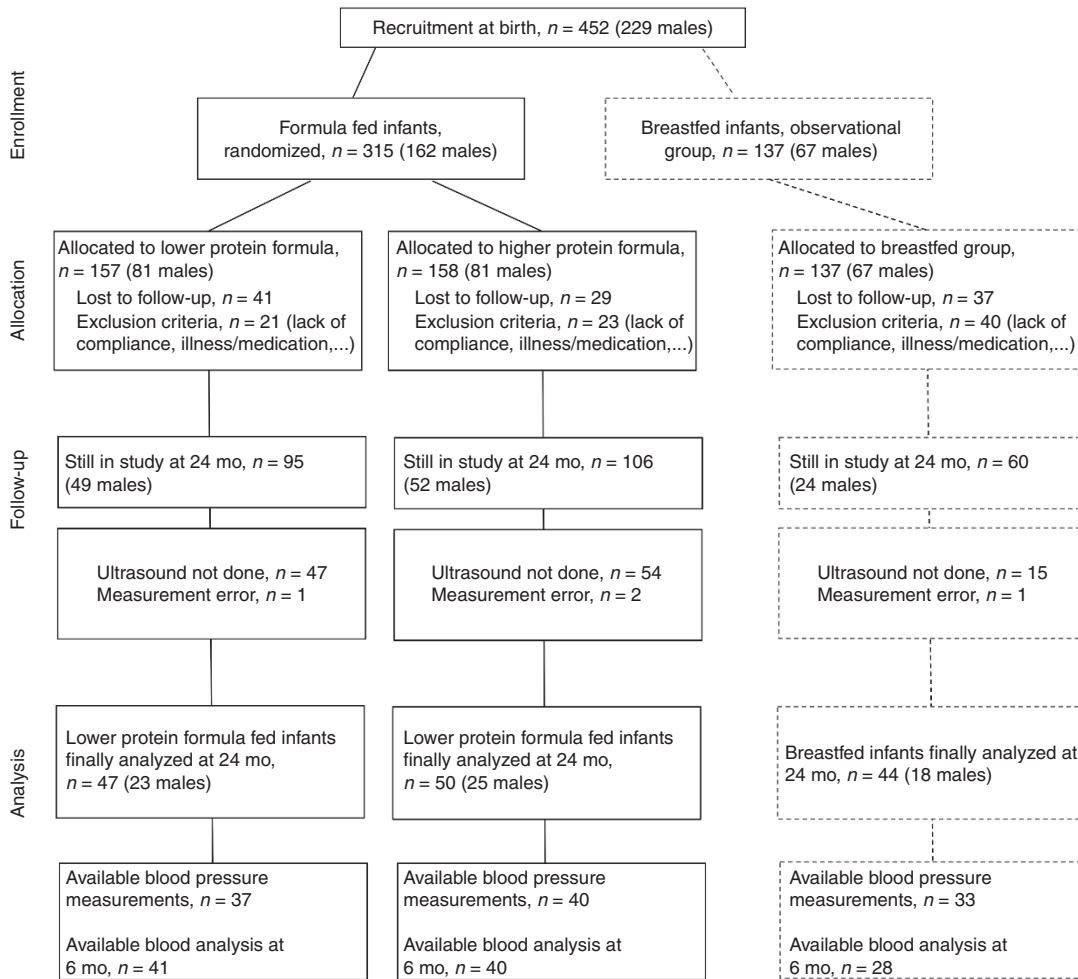 Recruitment at birth, n = 452 (229 males)
Enrollment
Formula fed infants,
randomized, n = 315 (162 males)
Breastfed infants, observational
group, n = 137 (67 males)
Allocation
Allocated to lower protein formula,
n = 157 (81 males)
Lost to follow-up, n = 41
Exclusion criteria, n = 21 (lack of
compliance, illness/medication,...)
Allocated to higher protein formula,
n = 158 (81 males)
Lost to follow-up, n = 29
Exclusion criteria, n = 23 (lack of
compliance, illness/medication,...)
Allocated to breastfed group,
n = 137 (67 males)
Lost to follow-up, n = 37
Exclusion criteria, n = 40 (lack of
compliance, illness/medication,...)
Follow-up
Still in study at 24 mo, n = 95
(49 males)
Still in study at 24 mo, n = 106
(52 males)
Still in study at 24 mo, n = 60
(24 males)
Ultrasound not done, n = 47
Measurement error, n = 1
Ultrasound not done, n = 54
Measurement error, n = 2
Ultrasound not done, n = 15
Measurement error, n = 1
Analysis
Lower protein formula fed infants
finally analyzed at 24 mo,
n = 47 (23 males)
Lower protein formula fed infants
finally analyzed at 24 mo,
n = 50 (25 males)
Breastfed infants finally analyzed at
24 mo, n = 44 (18 males)
Available blood pressure
measurements, n = 37
Available blood analysis at
6 mo, n = 41
Available blood pressure
measurements, n = 40
Available blood analysis at
6 mo, n = 40
Available blood pressure
measurements, n = 33
Available blood analysis at
6 mo, n = 28